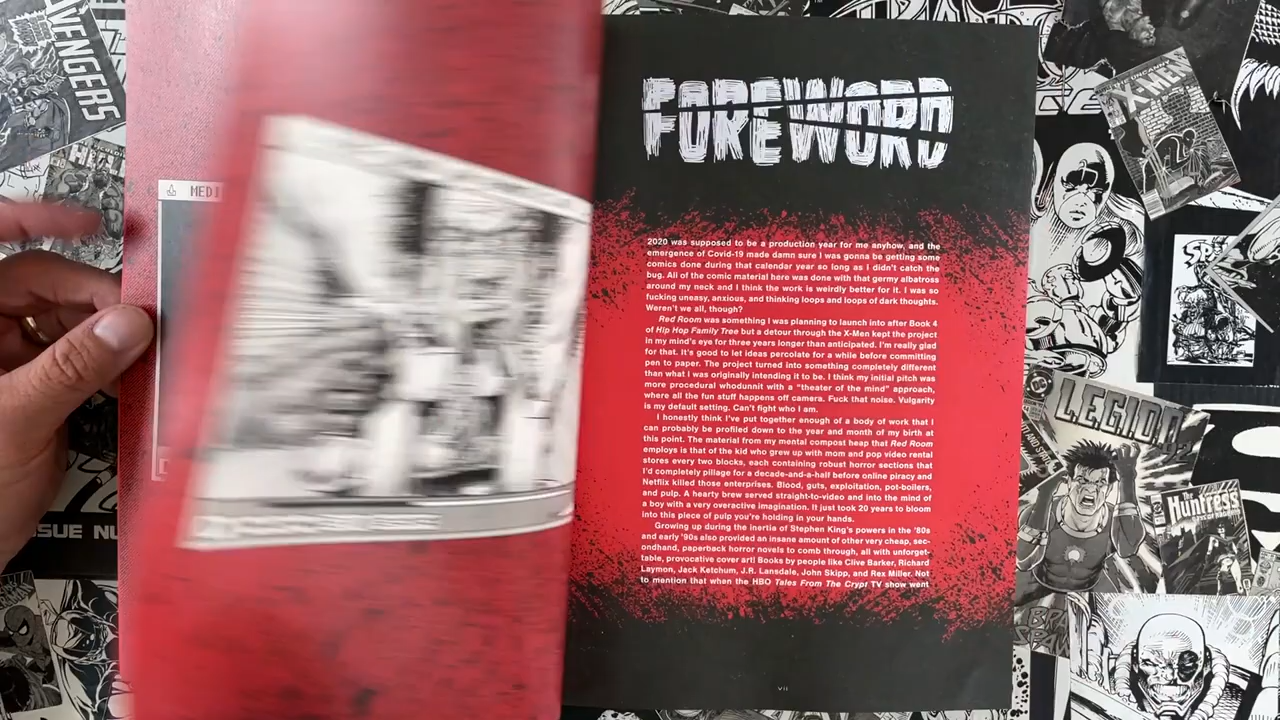 AVENGERS
MEDI
FOREWORD
2020 was supposed to be a production year for me anyhow, and the
emergence of Covid-19 made damn sure I was gonna be getting some
comics done during that calendar year so long as I didn't catch the
bug. All of the comic material here was done with that germy albatross
around my neck and I think the work is weirdly better for it. I was so
fucking uneasy, anxious, and thinking loops and loops of dark thoughts.
Weren't we all, though?
Red Room was something I was planning to launch into after Book 4
of Hip Hop Family Tree but a detour through the X-Men kept the project
in my mind's eye for three years longer than anticipated. I'm really glad
for that. It's good to let ideas percolate for a while before committing
pen to paper. The project turned into something completely different
than what I was originally intending it to be. I think my initial pitch was
more procedural whodunnit with a "theater of the mind" approach,
where all the fun stuff happens off camera. Fuck that noise. Vulgarity
is my default setting. Can't fight who I am.
I honestly think I've put together enough of a body of work that I
can probably be profiled down to the year and month of my birth at
this point. The material from my mental compost heap that Red Room
employs is that of the kid who grew up with mom and pop video rental
stores every two blocks, each containing robust horror sections that
I'd completely pillage for a decade-and-a-half before online piracy and
Netflix killed those enterprises. Blood, guts, exploitation, pot-boilers,
and pulp. A hearty brew served straight-to-video and into the mind of
a boy with a very overactive imagination. It just took 20 years to bloom
into this piece of pulp you're holding in your hands.
Growing up during the inertia of Stephen King's powers in the '80s
and early '90s also provided an insane amount of other very cheap, sec-
ondhand, paperback horror novels to comb through, all with unforget-
table, provocative cover art! Books by people like Clive Barker, Richard
Laymon, Jack Ketchum, J.R. Lansdale, John Skipp, and Rex Miller. Not
to mention that when the HBO Tales From The Crypt TV show went
vii
UNCANNY
X-MEN
DC
LEGION
The
Huntress
ISSUE NU